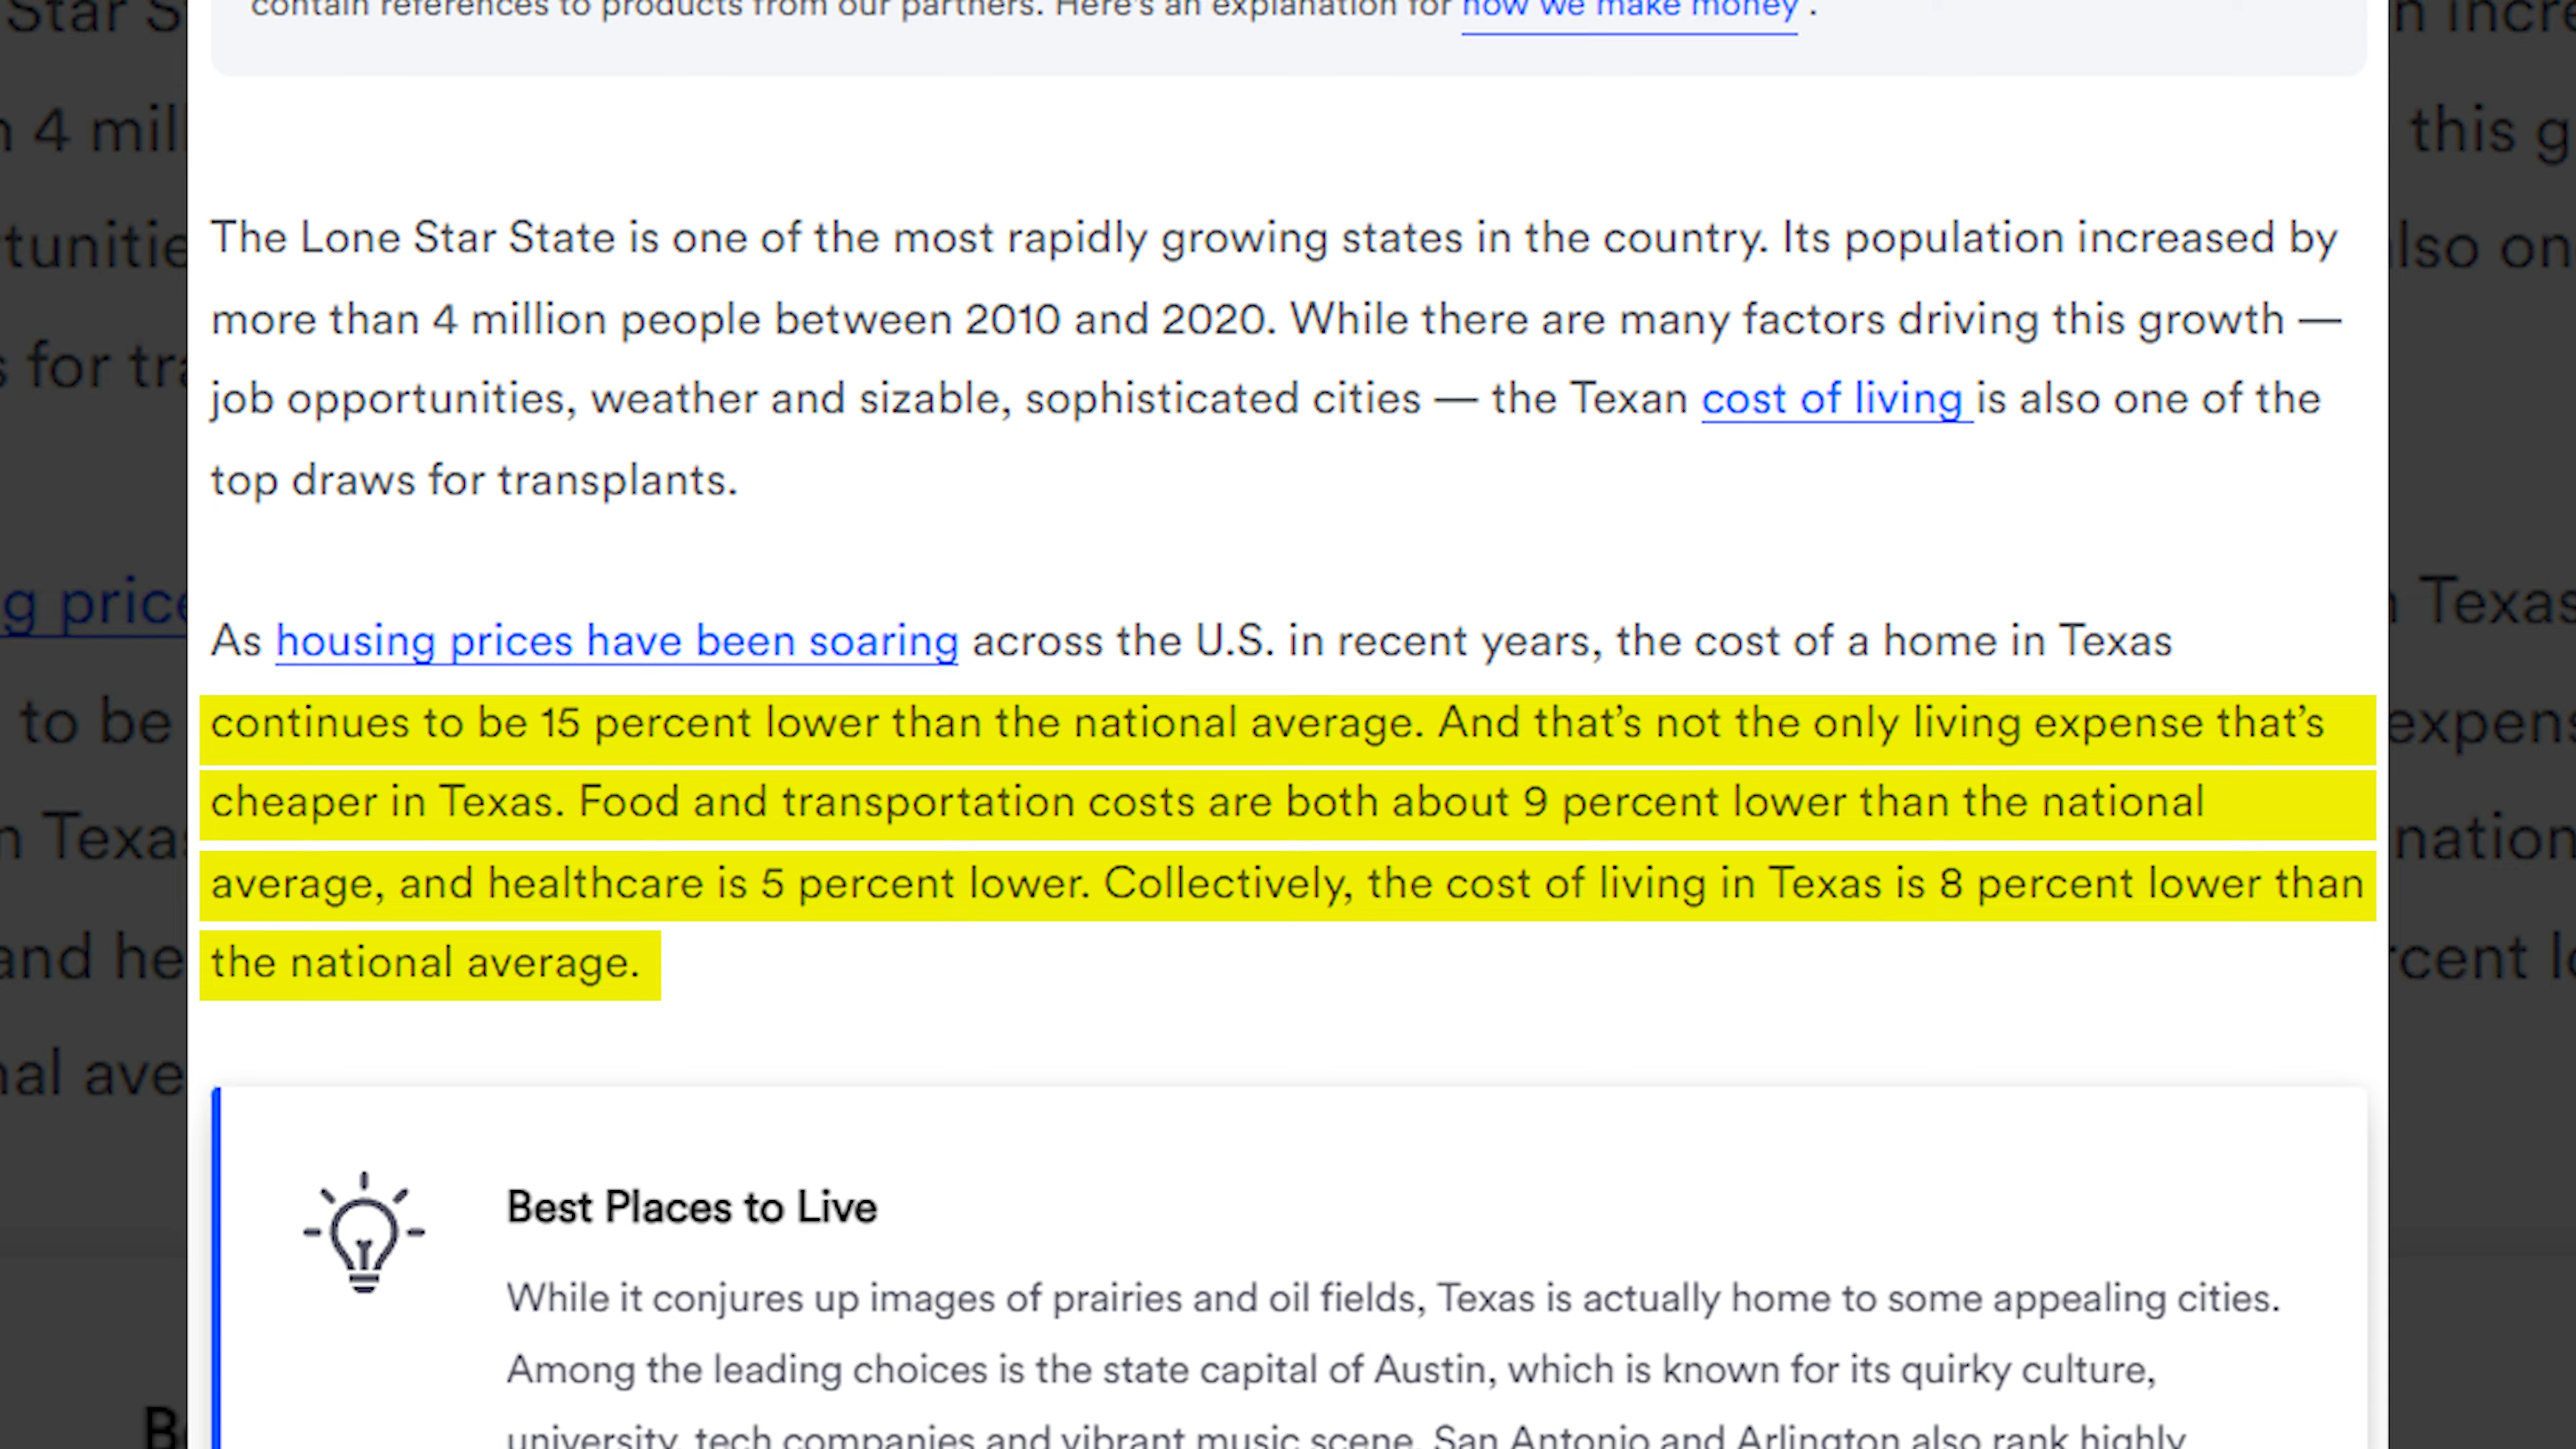 contain references to products from our partners. Here's an explanation for how we make money .
The Lone Star State is one of the most rapidly growing states in the country. Its population increased by
more than 4 million people between 2010 and 2020. While there are many factors driving this growth —
job opportunities, weather and sizable, sophisticated cities — the Texan cost of living is also one of the
top draws for transplants.
As housing prices have been soaring across the U.S. in recent years, the cost of a home in Texas
continues to be 15 percent lower than the national average. And that’s not the only living expense that’s
cheaper in Texas. Food and transportation costs are both about 9 percent lower than the national
average, and healthcare is 5 percent lower. Collectively, the cost of living in Texas is 8 percent lower than
the national average.
Best Places to Live
While it conjures up images of prairies and oil fields, Texas is actually home to some appealing cities.
Among the leading choices is the state capital of Austin, which is known for its quirky culture,
university, tech companies and vibrant music scene. San Antonio and Arlington also rank highly